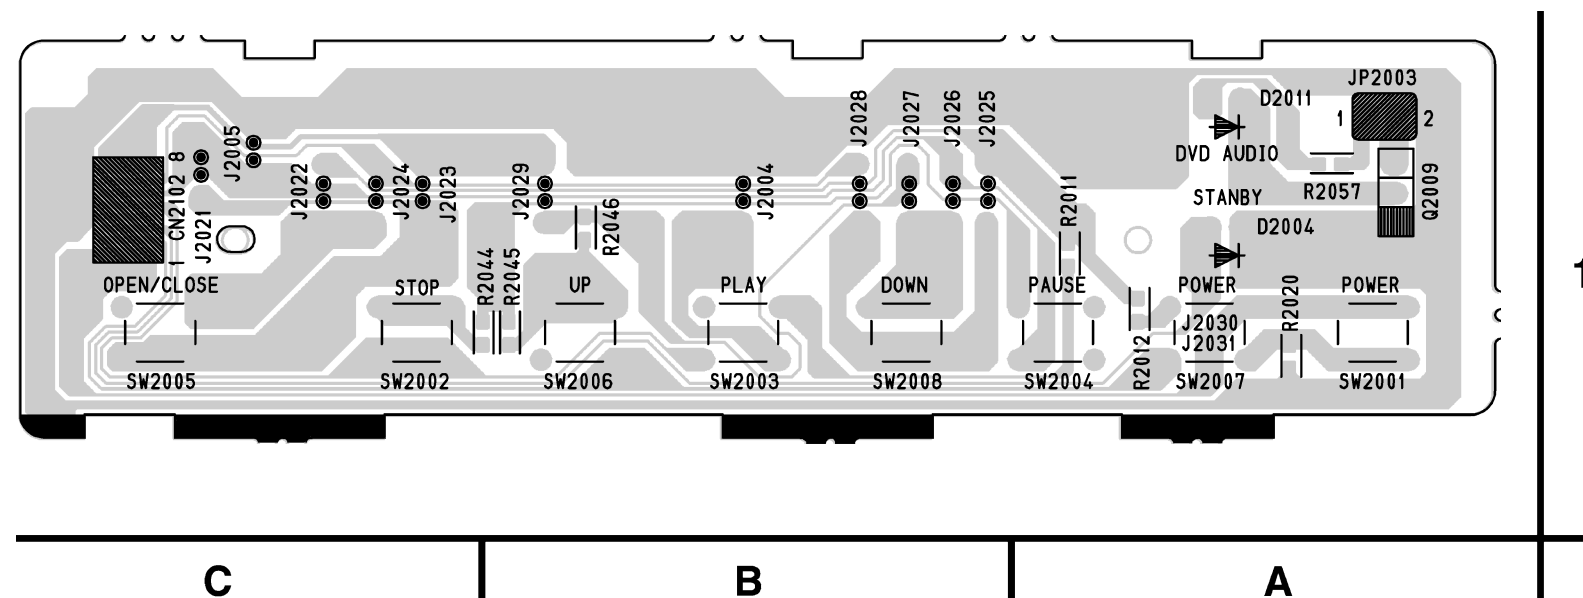 JP2003
D2011
1
2
DVD AUDIO
R2057
STANBY
D2004
Q2009
J2028
J2027
J2026
J2025
J2005
8
CN2102
1
J2021
J2022
J2024
J2023
J2029
R2046
J2004
R2011
R2044
R2045
R2020
R2012
OPEN/CLOSE
STOP
UP
PLAY
DOWN
PAUSE
POWER
POWER
J2030
J2031
SW2005
SW2002
SW2006
SW2003
SW2008
SW2004
SW2007
SW2001
1
C
B
A